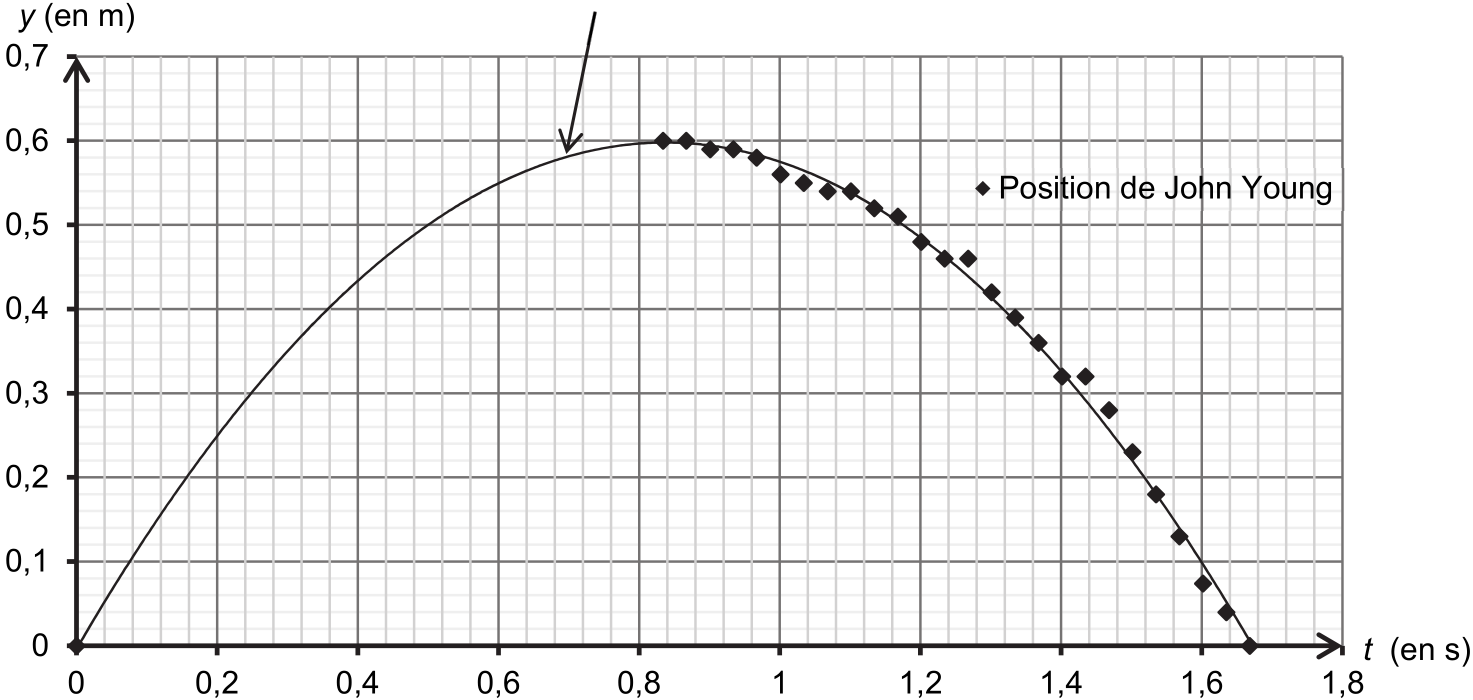 y (en m)
0,7
0,6
0,5
0,4
0,3
0,2
0,1
0
◆ Position de John Young
0 0,2 0,4 0,6 0,8 1 1,2 1,4 1,6 1,8
t (en s)